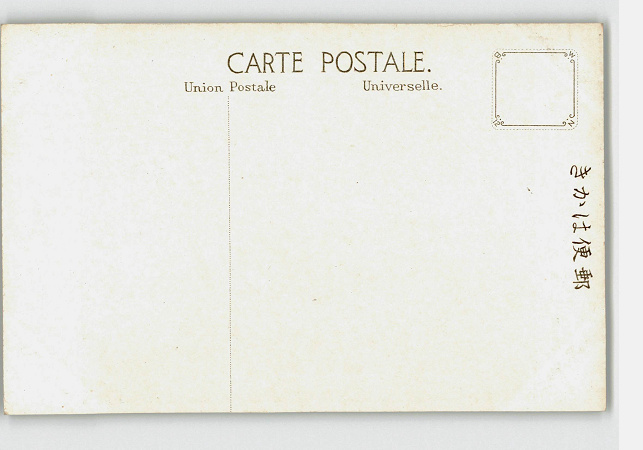 CARTE POSTALE.
Union Postale Universelle.
きかは便郵